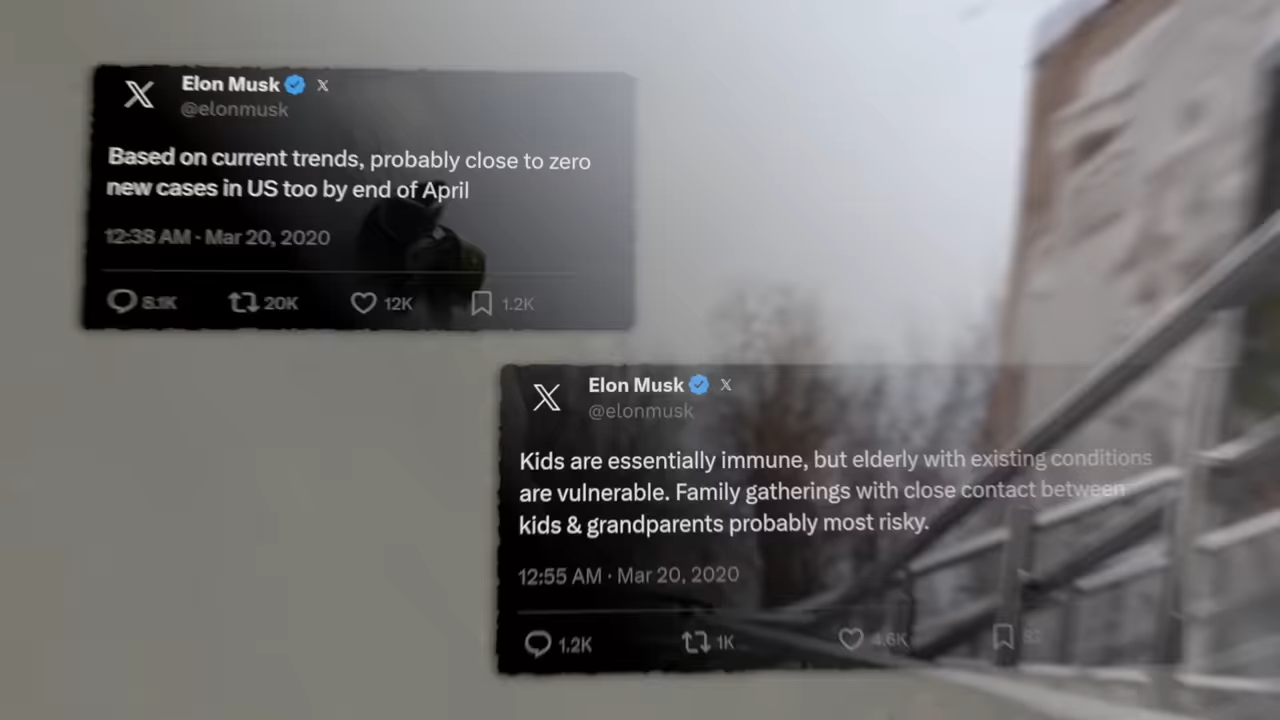 Elon Musk
@elonmusk
Based on current trends, probably close to zero
new cases in US too by end of April
12:38 AM · Mar 20, 2020
20K 12K 1.2K
Elon Musk
@elonmusk
Kids are essentially immune, but elderly with existing conditions
are vulnerable. Family gatherings with close contact between
kids & grandparents probably most risky.
12:55 AM · Mar 20, 2020
1.2K 1K 4.6K